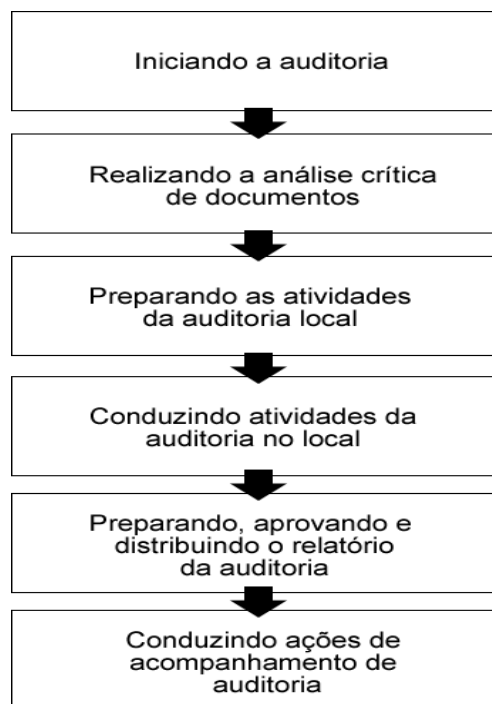 Iniciando a auditoria
Realizando a análise crítica
de documentos
Preparando as atividades
da auditoria local
Conduzindo atividades da
auditoria no local
Preparando, aprovando e
distribuindo o relatório
da auditoria
Conduzindo ações de
acompanhamento de
auditoria